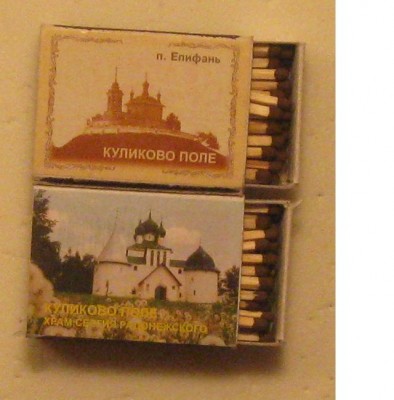 п. Епифань
КУЛИКОВО ПОЛЕ
КУЛИКОВО ПОЛЕ
ХРАМ СЕРГИЯ РАДОНЕЖСКОГО